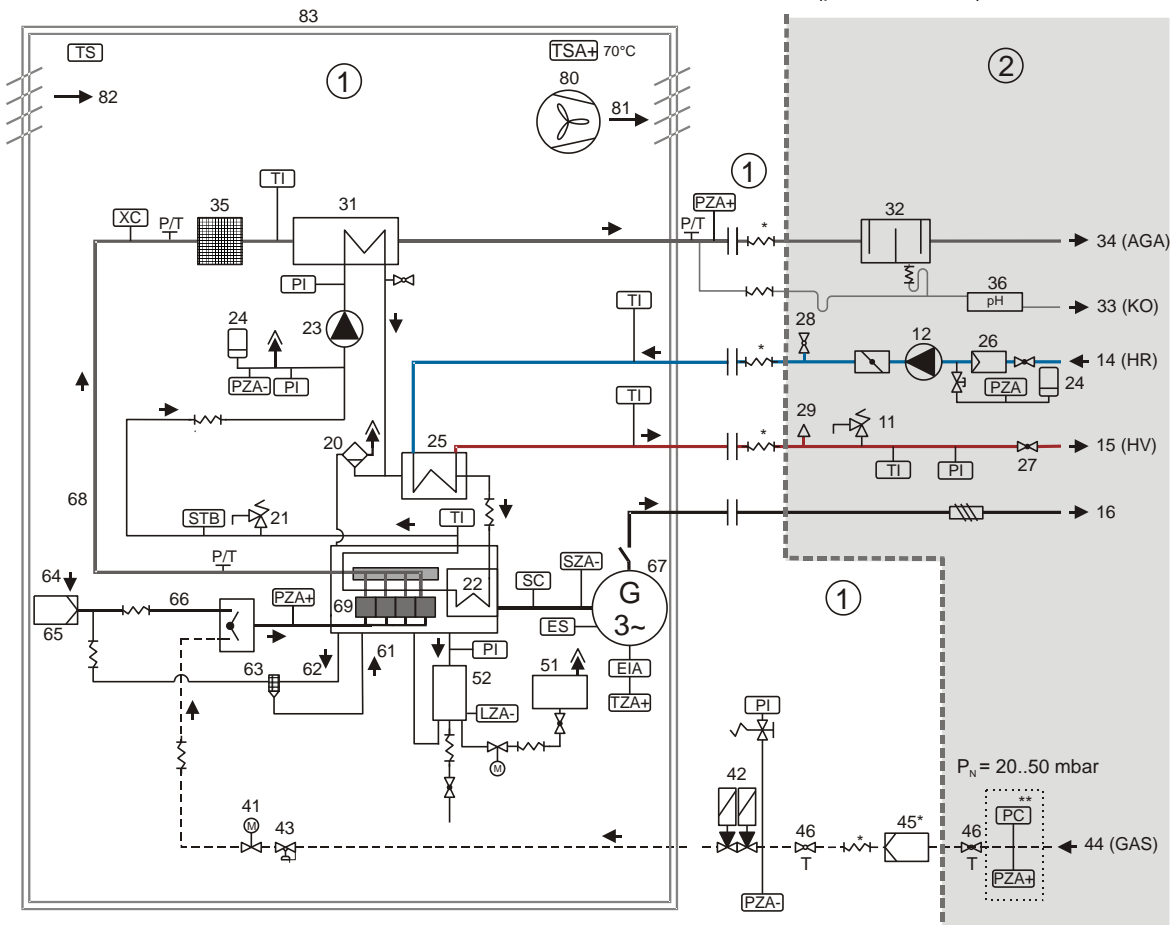 83
TS
TSA+ 70°C
1
2
80
82
81
1
TI
PZA+
XC
P/T
35
31
P/T
*
32
34 (AGA)
PI
TI
36
pH
33 (KO)
24
23
28
12
26
14 (HR)
*
PZA-
PI
PZA
24
TI
29
11
20
25
*
15 (HV)
TI
PI
27
68
STB
21
TI
16
P/T
SZA-
67
64
66
PZA+
69
22
SC
G
3~
1
65
ES
63
62
61
PI
51
EIA
52
TZA+
LZA-
PI
M
P_N = 20..50 mbar
42
**
41
PC
M
43
46
*
45*
46
44 (GAS)
T
T
PZA+
PZA-